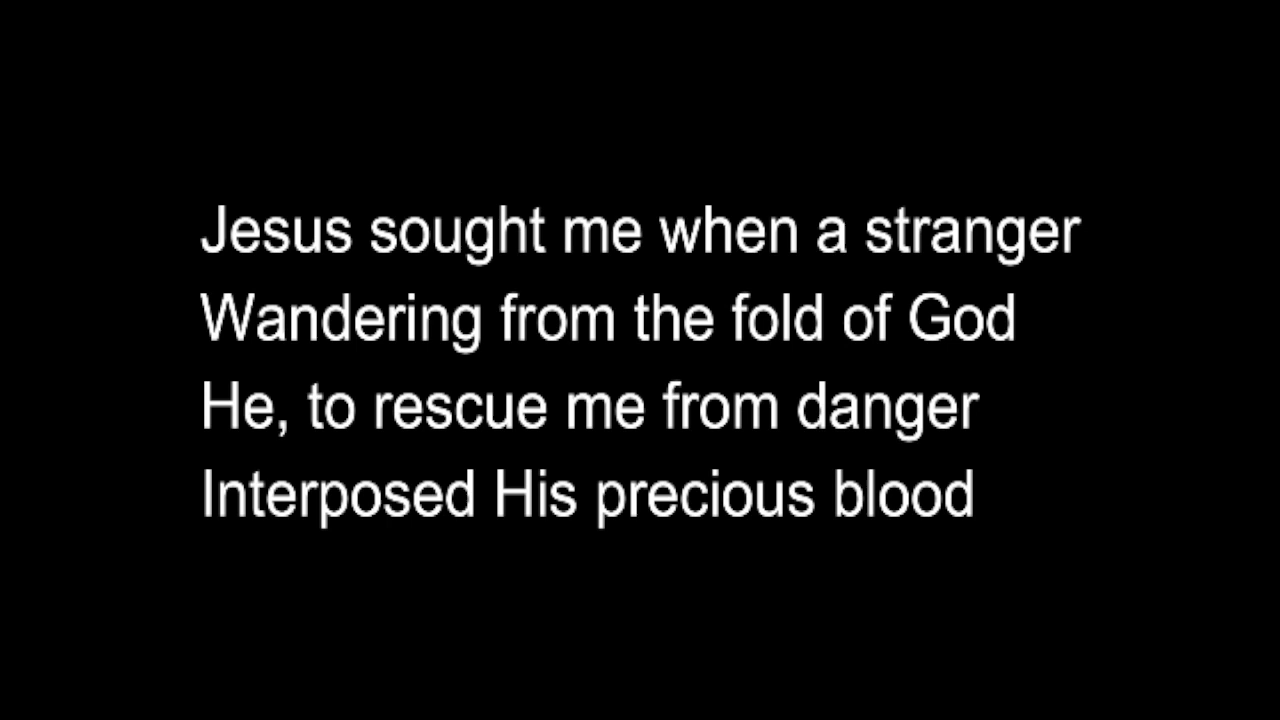 Jesus sought me when a stranger
Wandering from the fold of God
He, to rescue me from danger
Interposed His precious blood